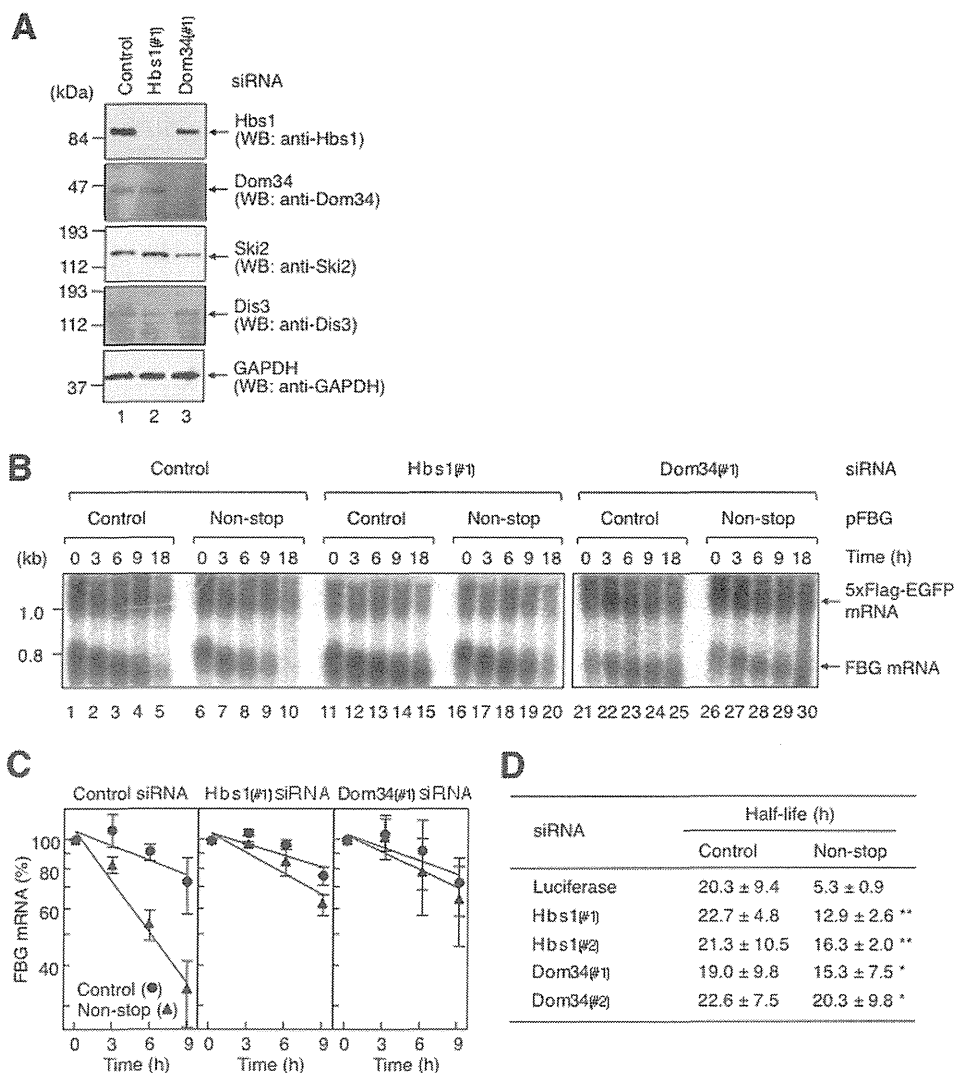 A
Control
Hbs1(#1)
Dom34(#1)
siRNA
(kDa)
84
Hbs1
(WB: anti-Hbs1)
47
Dom34
(WB: anti-Dom34)
193
112
Ski2
(WB: anti-Ski2)
193
112
Dis3
(WB: anti-Dis3)
37
GAPDH
(WB: anti-GAPDH)
1 2 3
B
Control Hbs1(#1) Dom34(#1) siRNA
Control Non-stop Control Non-stop Control Non-stop pFBG
(kb) 0 3 6 9 18 0 3 6 9 18 0 3 6 9 18 0 3 6 9 18 0 3 6 9 18 0 3 6 9 18 Time (h)
1.0
5xFlag-EGFP
mRNA
0.8
FBG mRNA
1 2 3 4 5 6 7 8 9 10 11 12 13 14 15 16 17 18 19 20 21 22 23 24 25 26 27 28 29 30
C
Control siRNA Hbs1(#1) siRNA Dom34(#1) siRNA
FBG mRNA (%)
100
80
60
40
Control (●)
Non-stop (▲)
0 3 6 9 0 3 6 9 0 3 6 9
Time (h) Time (h) Time (h)
D
siRNA Half-life (h)
Control Non-stop
Luciferase 20.3 ± 9.4 5.3 ± 0.9
Hbs1(#1) 22.7 ± 4.8 12.9 ± 2.6 **
Hbs1(#2) 21.3 ± 10.5 16.3 ± 2.0 **
Dom34(#1) 19.0 ± 9.8 15.3 ± 7.5 *
Dom34(#2) 22.6 ± 7.5 20.3 ± 9.8 *